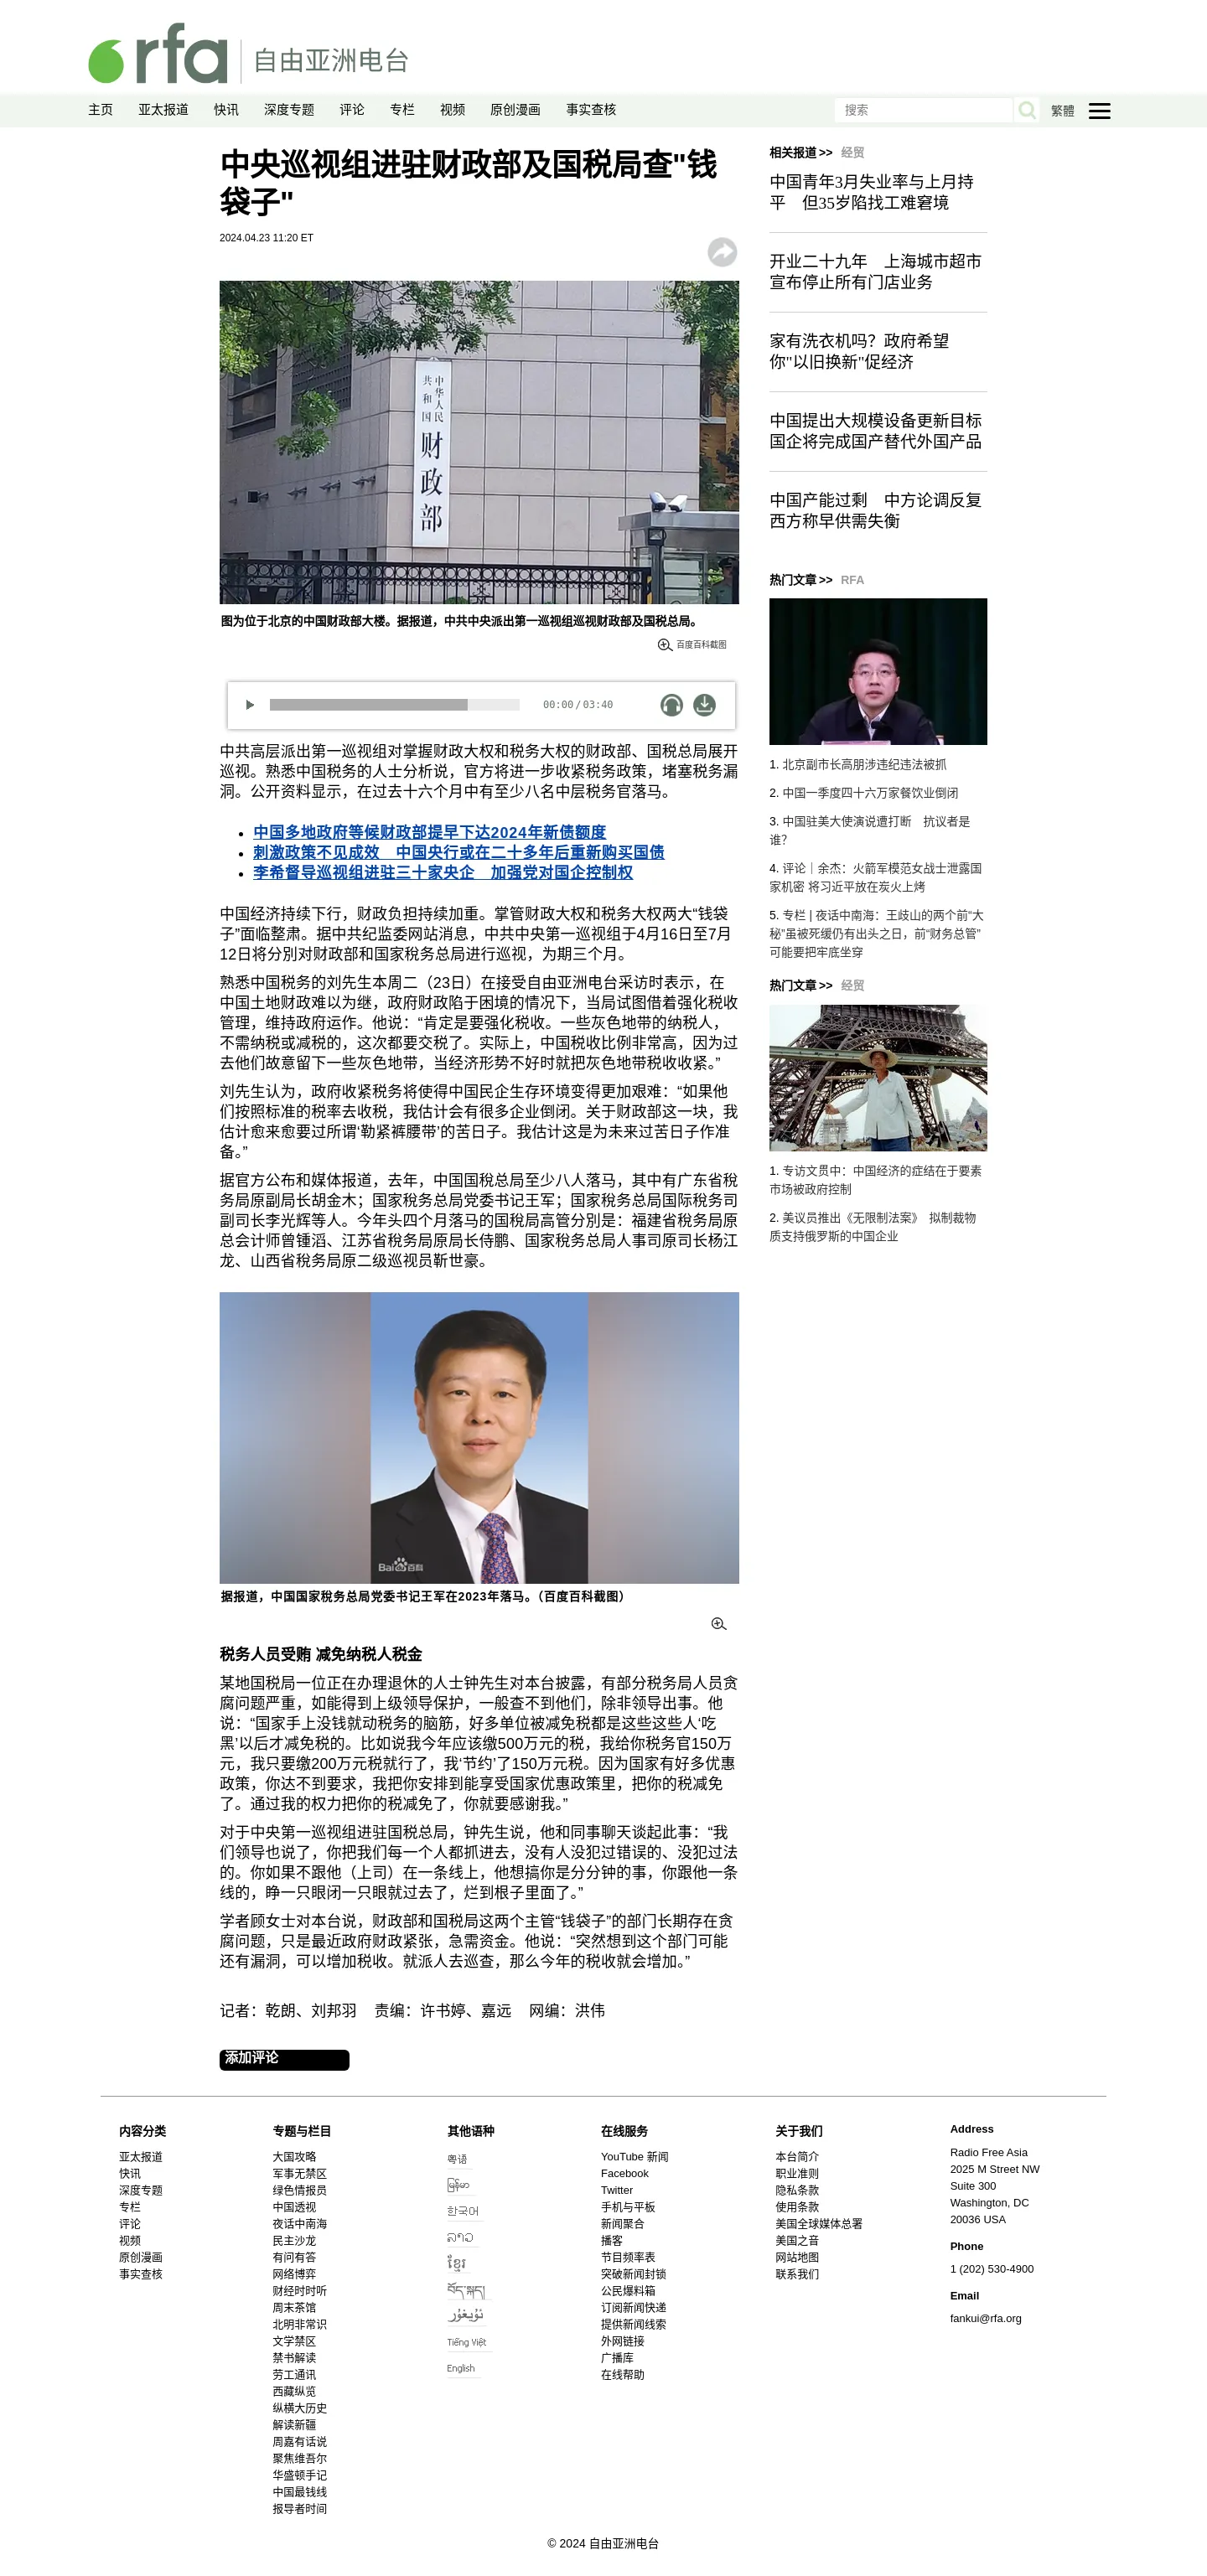 rfa 自由亚洲电台
主页 亚太报道 快讯 深度专题 评论 专栏 视频 原创漫画 事实查核 搜索 繁體
中央巡视组进驻财政部及国税局查"钱
袋子"
2024.04.23 11:20 ET
中华人民
共和国
财政部
图为位于北京的中国财政部大楼。据报道，中共中央派出第一巡视组巡视财政部及国税总局。
百度百科截图
00:00 / 03:40
中共高层派出第一巡视组对掌握财政大权和税务大权的财政部、国税总局展开
巡视。熟悉中国税务的人士分析说，官方将进一步收紧税务政策，堵塞税务漏
洞。公开资料显示，在过去十六个月中有至少八名中层税务官落马。
中国多地政府等候财政部提早下达2024年新债额度
刺激政策不见成效　中国央行或在二十多年后重新购买国债
李希督导巡视组进驻三十家央企　加强党对国企控制权
中国经济持续下行，财政负担持续加重。掌管财政大权和税务大权两大“钱袋
子”面临整肃。据中共纪监委网站消息，中共中央第一巡视组于4月16日至7月
12日将分别对财政部和国家税务总局进行巡视，为期三个月。
熟悉中国税务的刘先生本周二（23日）在接受自由亚洲电台采访时表示，在
中国土地财政难以为继，政府财政陷于困境的情况下，当局试图借着强化税收
管理，维持政府运作。他说：“肯定是要强化税收。一些灰色地带的纳税人，
不需纳税或减税的，这次都要交税了。实际上，中国税收比例非常高，因为过
去他们故意留下一些灰色地带，当经济形势不好时就把灰色地带税收收紧。”
刘先生认为，政府收紧税务将使得中国民企生存环境变得更加艰难：“如果他
们按照标准的税率去收税，我估计会有很多企业倒闭。关于财政部这一块，我
估计愈来愈要过所谓‘勒紧裤腰带’的苦日子。我估计这是为未来过苦日子作准
备。”
据官方公布和媒体报道，去年，中国国税总局至少八人落马，其中有广东省税
务局原副局长胡金木；国家税务总局党委书记王军；国家税务总局国际税务司
副司长李光辉等人。今年头四个月落马的国税局高管分别是：福建省税务局原
总会计师曾锺滔、江苏省税务局原局长侍鹏、国家税务总局人事司原司长杨江
龙、山西省税务局原二级巡视员靳世豪。
Bai百科
据报道，中国国家税务总局党委书记王军在2023年落马。（百度百科截图）
税务人员受贿 减免纳税人税金
某地国税局一位正在办理退休的人士钟先生对本台披露，有部分税务局人员贪
腐问题严重，如能得到上级领导保护，一般查不到他们，除非领导出事。他
说：“国家手上没钱就动税务的脑筋，好多单位被减免税都是这些这些人‘吃
黑’以后才减免税的。比如说我今年应该缴500万元的税，我给你税务官150万
元，我只要缴200万元税就行了，我‘节约’了150万元税。因为国家有好多优惠
政策，你达不到要求，我把你安排到能享受国家优惠政策里，把你的税减免
了。通过我的权力把你的税减免了，你就要感谢我。”
对于中央第一巡视组进驻国税总局，钟先生说，他和同事聊天谈起此事：“我
们领导也说了，你把我们每一个人都抓进去，没有人没犯过错误的、没犯过法
的。你如果不跟他（上司）在一条线上，他想搞你是分分钟的事，你跟他一条
线的，睁一只眼闭一只眼就过去了，烂到根子里面了。”
学者顾女士对本台说，财政部和国税局这两个主管“钱袋子”的部门长期存在贪
腐问题，只是最近政府财政紧张，急需资金。他说：“突然想到这个部门可能
还有漏洞，可以增加税收。就派人去巡查，那么今年的税收就会增加。”
记者：乾朗、刘邦羽　责编：许书婷、嘉远　网编：洪伟
添加评论
相关报道 >> 经贸
中国青年3月失业率与上月持
平　但35岁陷找工难窘境
开业二十九年　上海城市超市
宣布停止所有门店业务
家有洗衣机吗？政府希望
你"以旧换新"促经济
中国提出大规模设备更新目标
国企将完成国产替代外国产品
中国产能过剩　中方论调反复
西方称早供需失衡
热门文章 >> RFA
1. 北京副市长高朋涉违纪违法被抓
2. 中国一季度四十六万家餐饮业倒闭
3. 中国驻美大使演说遭打断　抗议者是
谁？
4. 评论｜余杰：火箭军模范女战士泄露国
家机密 将习近平放在炭火上烤
5. 专栏 | 夜话中南海：王歧山的两个前“大
秘”虽被死缓仍有出头之日，前“财务总管”
可能要把牢底坐穿
热门文章 >> 经贸
1. 专访文贯中：中国经济的症结在于要素
市场被政府控制
2. 美议员推出《无限制法案》 拟制裁物
质支持俄罗斯的中国企业
内容分类
亚太报道
快讯
深度专题
专栏
评论
视频
原创漫画
事实查核
专题与栏目
大国攻略
军事无禁区
绿色情报员
中国透视
夜话中南海
民主沙龙
有问有答
网络博弈
财经时时听
周末茶馆
北明非常识
文学禁区
禁书解读
劳工通讯
西藏纵览
纵横大历史
解读新疆
周嘉有话说
聚焦维吾尔
华盛顿手记
中国最钱线
报导者时间
其他语种
粤语
မြန်မာ
한국어
ລາວ
ខ្មែរ
བོད་སྐད།
ئۇيغۇر
Tiếng Việt
English
在线服务
YouTube 新闻
Facebook
Twitter
手机与平板
新闻聚合
播客
节目频率表
突破新闻封锁
公民爆料箱
订阅新闻快递
提供新闻线索
外网链接
广播库
在线帮助
关于我们
本台简介
职业准则
隐私条款
使用条款
美国全球媒体总署
美国之音
网站地图
联系我们
Address
Radio Free Asia
2025 M Street NW
Suite 300
Washington, DC
20036 USA
Phone
1 (202) 530-4900
Email
fankui@rfa.org
© 2024 自由亚洲电台